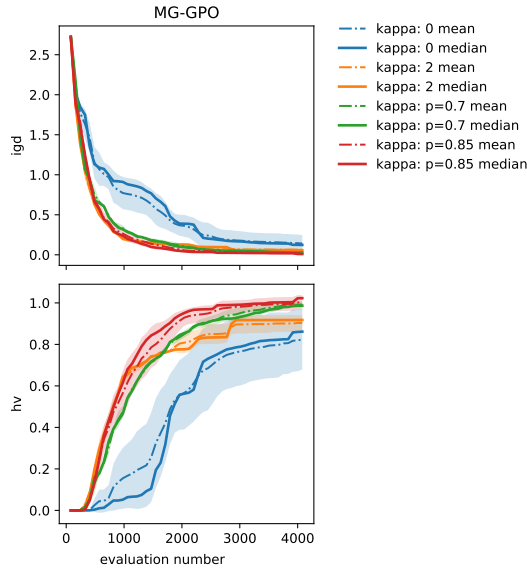 MG-GPO
kappa: 0 mean
kappa: 0 median
kappa: 2 mean
kappa: 2 median
kappa: p=0.7 mean
kappa: p=0.7 median
kappa: p=0.85 mean
kappa: p=0.85 median
2.5
2.0
1.5
1.0
0.5
0.0
igd
1.0
0.8
0.6
0.4
0.2
0.0
hv
0 1000 2000 3000 4000
evaluation number